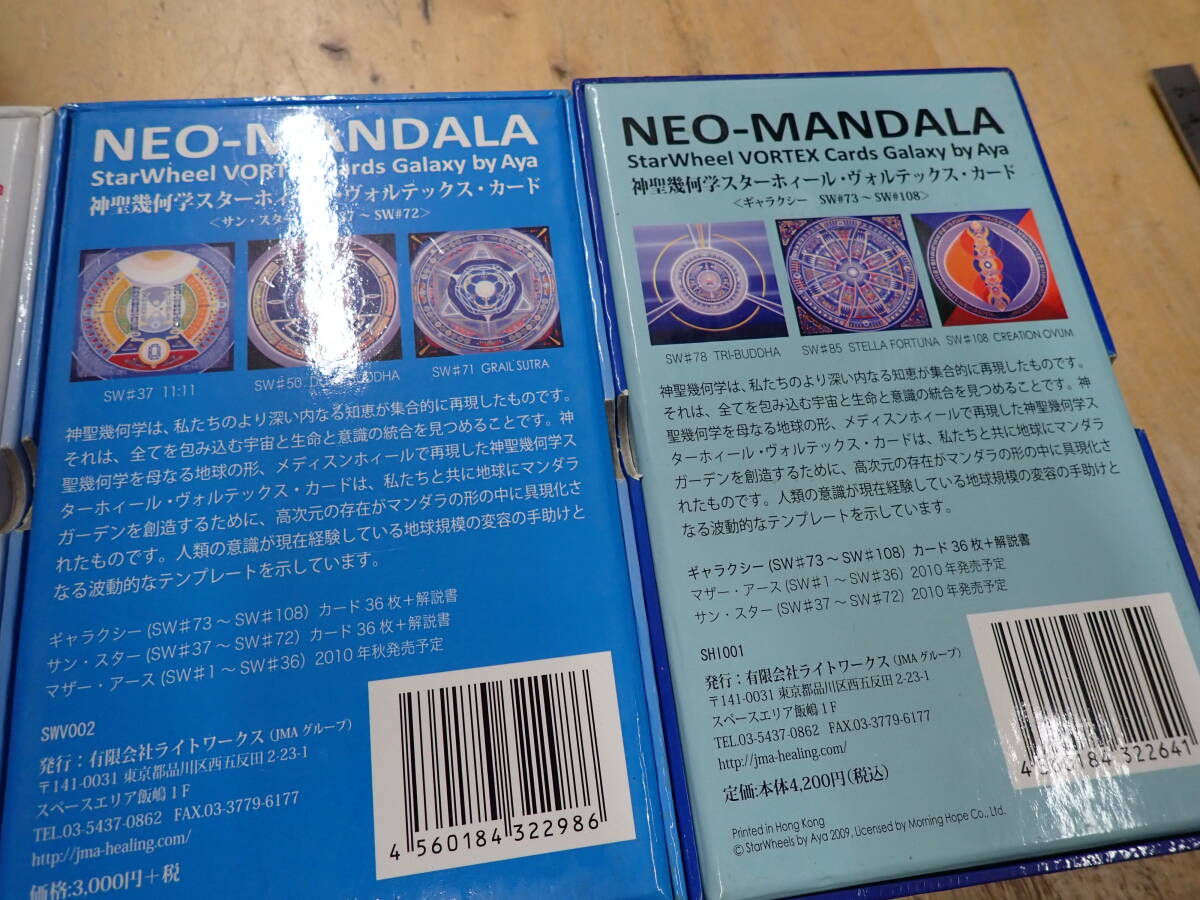 NEO-MANDALA
StarWheel VORTEX Cards Galaxy by Aya
神聖幾何学スターホィール・ヴォルテックス・カード
<サン・スター ～ SW#72>
SW#37 11:11
SW#50 BUDDHA
SW#71 GRAIL SUTRA
神聖幾何学は、私たちのより深い内なる知恵が集合的に再現したものです。
それは、全てを包み込む宇宙と生命と意識の統合を見つめることです。神
聖幾何学を母なる地球の形、メディスンホィールで再現した神聖幾何学ス
ターホィール・ヴォルテックス・カードは、私たちと共に地球にマンダラ
ガーデンを創造するために、高次元の存在がマンダラの形の中に具現化さ
れたものです。人類の意識が現在経験している地球規模の変容の手助けと
なる波動的なテンプレートを示しています。
ギャラクシー (SW#73 ～ SW#108) カード 36 枚＋解説書
サン・スター (SW#37 ～ SW#72) カード 36 枚＋解説書
マザー・アース (SW#1 ～ SW#36) 2010 年秋発売予定
SWV002
発行：有限会社ライトワークス (JMA グループ)
〒141-0031 東京都品川区西五反田 2-23-1
スペースエリア飯嶋 1 F
TEL.03-5437-0862 FAX.03-3779-6177
http://jma-healing.com/
価格:3,000円＋税
4 560184 322986
NEO-MANDALA
StarWheel VORTEX Cards Galaxy by Aya
神聖幾何学スターホィール・ヴォルテックス・カード
<ギャラクシー SW#73 ～ SW#108>
SW#78 TRI-BUDDHA
SW#85 STELLA FORTUNA
SW#108 CREATION OVUM
神聖幾何学は、私たちのより深い内なる知恵が集合的に再現したものです。
それは、全てを包み込む宇宙と生命と意識の統合を見つめることです。神
聖幾何学を母なる地球の形、メディスンホィールで再現した神聖幾何学ス
ターホィール・ヴォルテックス・カードは、私たちと共に地球にマンダラ
ガーデンを創造するために、高次元の存在がマンダラの形の中に具現化さ
れたものです。人類の意識が現在経験している地球規模の変容の手助けと
なる波動的なテンプレートを示しています。
ギャラクシー (SW#73 ～ SW#108) カード 36 枚＋解説書
マザー・アース (SW#1 ～ SW#36) 2010 年発売予定
サン・スター (SW#37 ～ SW#72) 2010 年発売予定
SHI001
発行：有限会社ライトワークス (JMA グループ)
〒141-0031 東京都品川区西五反田 2-23-1
スペースエリア飯嶋 1 F
TEL.03-5437-0862 FAX.03-3779-6177
http://jma-healing.com/
定価:本体4,200円(税込)
4 560184 322641
Printed in Hong Kong
© StarWheels by Aya 2009, Licensed by Morning Hope Co., Ltd.